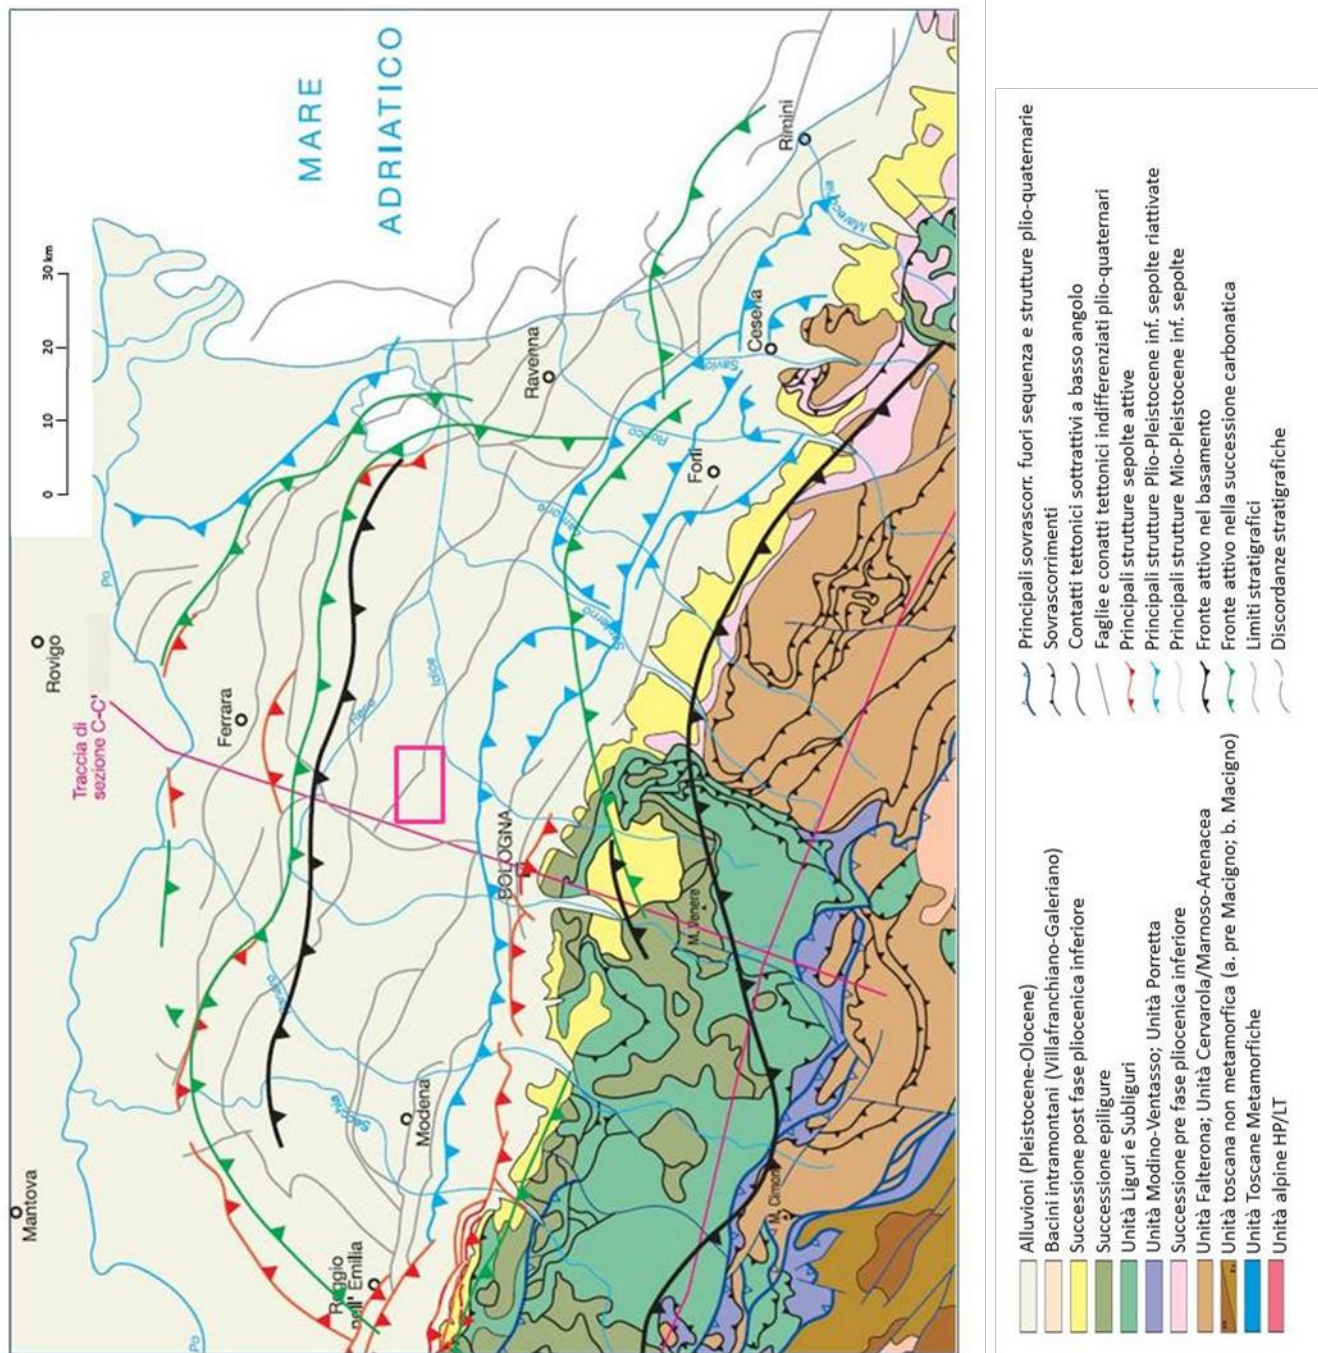 MARE
ADRIATICO
0 10 20 30 km
Rovigo
Mantova
Ferrara
Traccia di
sezione C-C'
Po
Po
Reno
Idice
Ravenna
Rimini
Marecchia
Cesena
Savio
Ronco
Forlì
Santerno
BOLOGNA
M. Venere
Modena
Secchia
Reggio
nell' Emilia
M. Cimone
Alluvioni (Pleistocene-Olocene)
Bacini intramontani (Villafranchiano-Galeriano)
Successione post fase pliocenica inferiore
Successione epiligure
Unità Liguri e Subliguri
Unità Modino-Ventasso; Unità Porretta
Successione pre fase pliocenica inferiore
Unità Falterona; Unità Cervarola/Marnoso-Arenacea
Unità toscana non metamorfica (a. pre Macigno; b. Macigno)
Unità Toscane Metamorfiche
Unità alpine HP/LT
Principali sovrascorr. fuori sequenza e strutture plio-quaternarie
Sovrascorrimenti
Contatti tettonici sottrattivi a basso angolo
Faglie e conatti tettonici indifferenziati plio-quaternari
Principali strutture sepolte attive
Principali strutture Plio-Pleistocene inf. sepolte riattivate
Principali strutture Mio-Pleistocene inf. sepolte
Fronte attivo nel basamento
Fronte attivo nella successione carbonatica
Limiti stratigrafici
Discordanze stratigrafiche